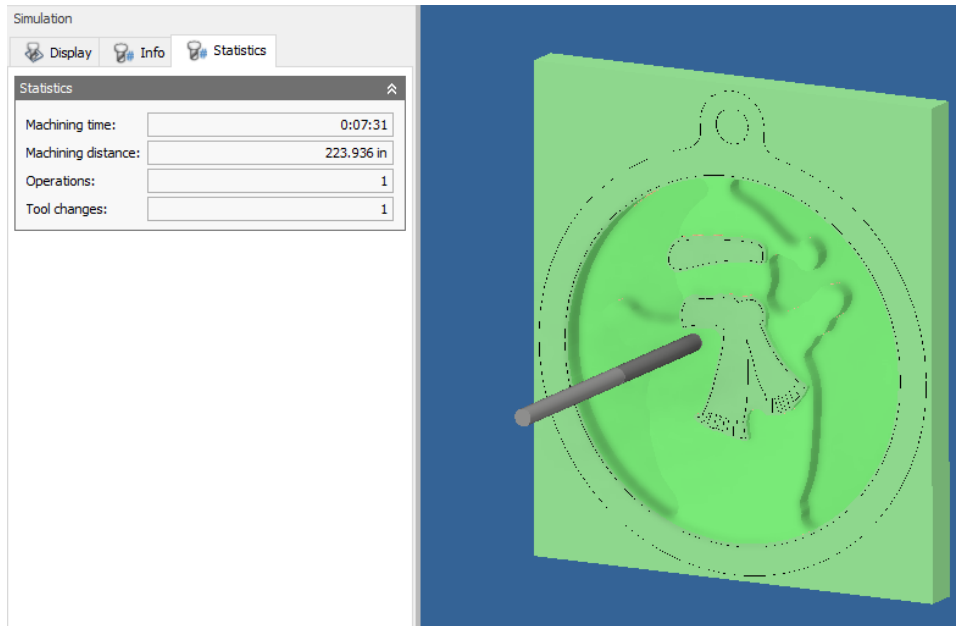 Simulation
Display Info Statistics
Statistics
Machining time: 0:07:31
Machining distance: 223.936 in
Operations: 1
Tool changes: 1